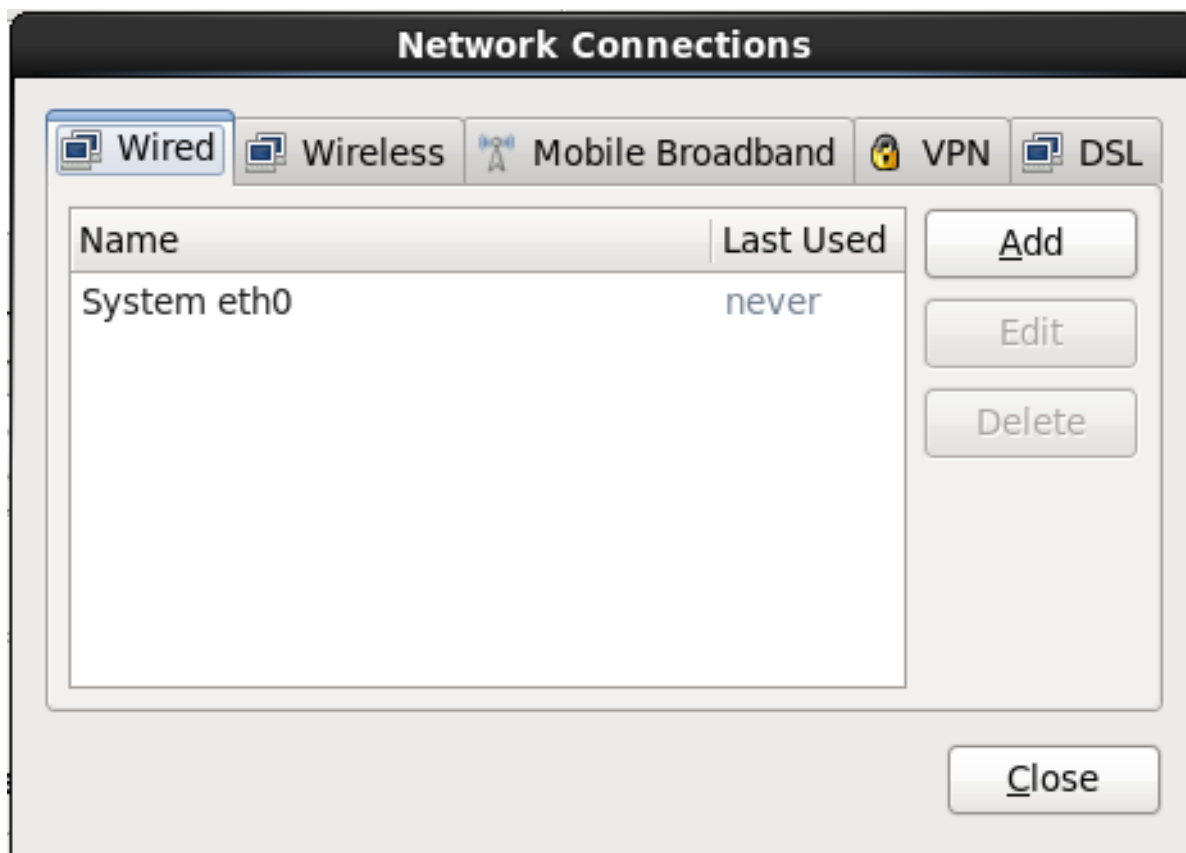 Network Connections
Wired Wireless Mobile Broadband VPN DSL
Name Last Used Add
System eth0 never
Edit
Delete
Close